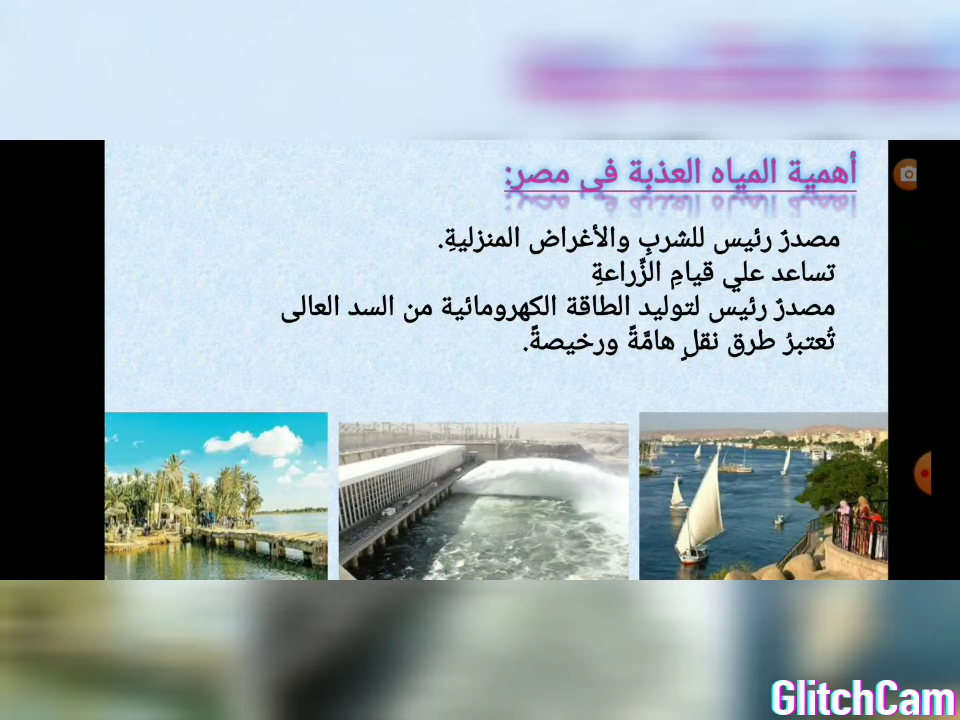 أهمية المياه العذبة فى مصر:
مصدرٌ رئيس للشربِ والأغراض المنزليةِ.
تساعد علي قيامِ الزِّراعةِ
مصدرٌ رئيس لتوليد الطاقة الكهرومائية من السد العالى
تُعتبرُ طرق نقلٍ هامَّةً ورخيصةً.
GlitchCam